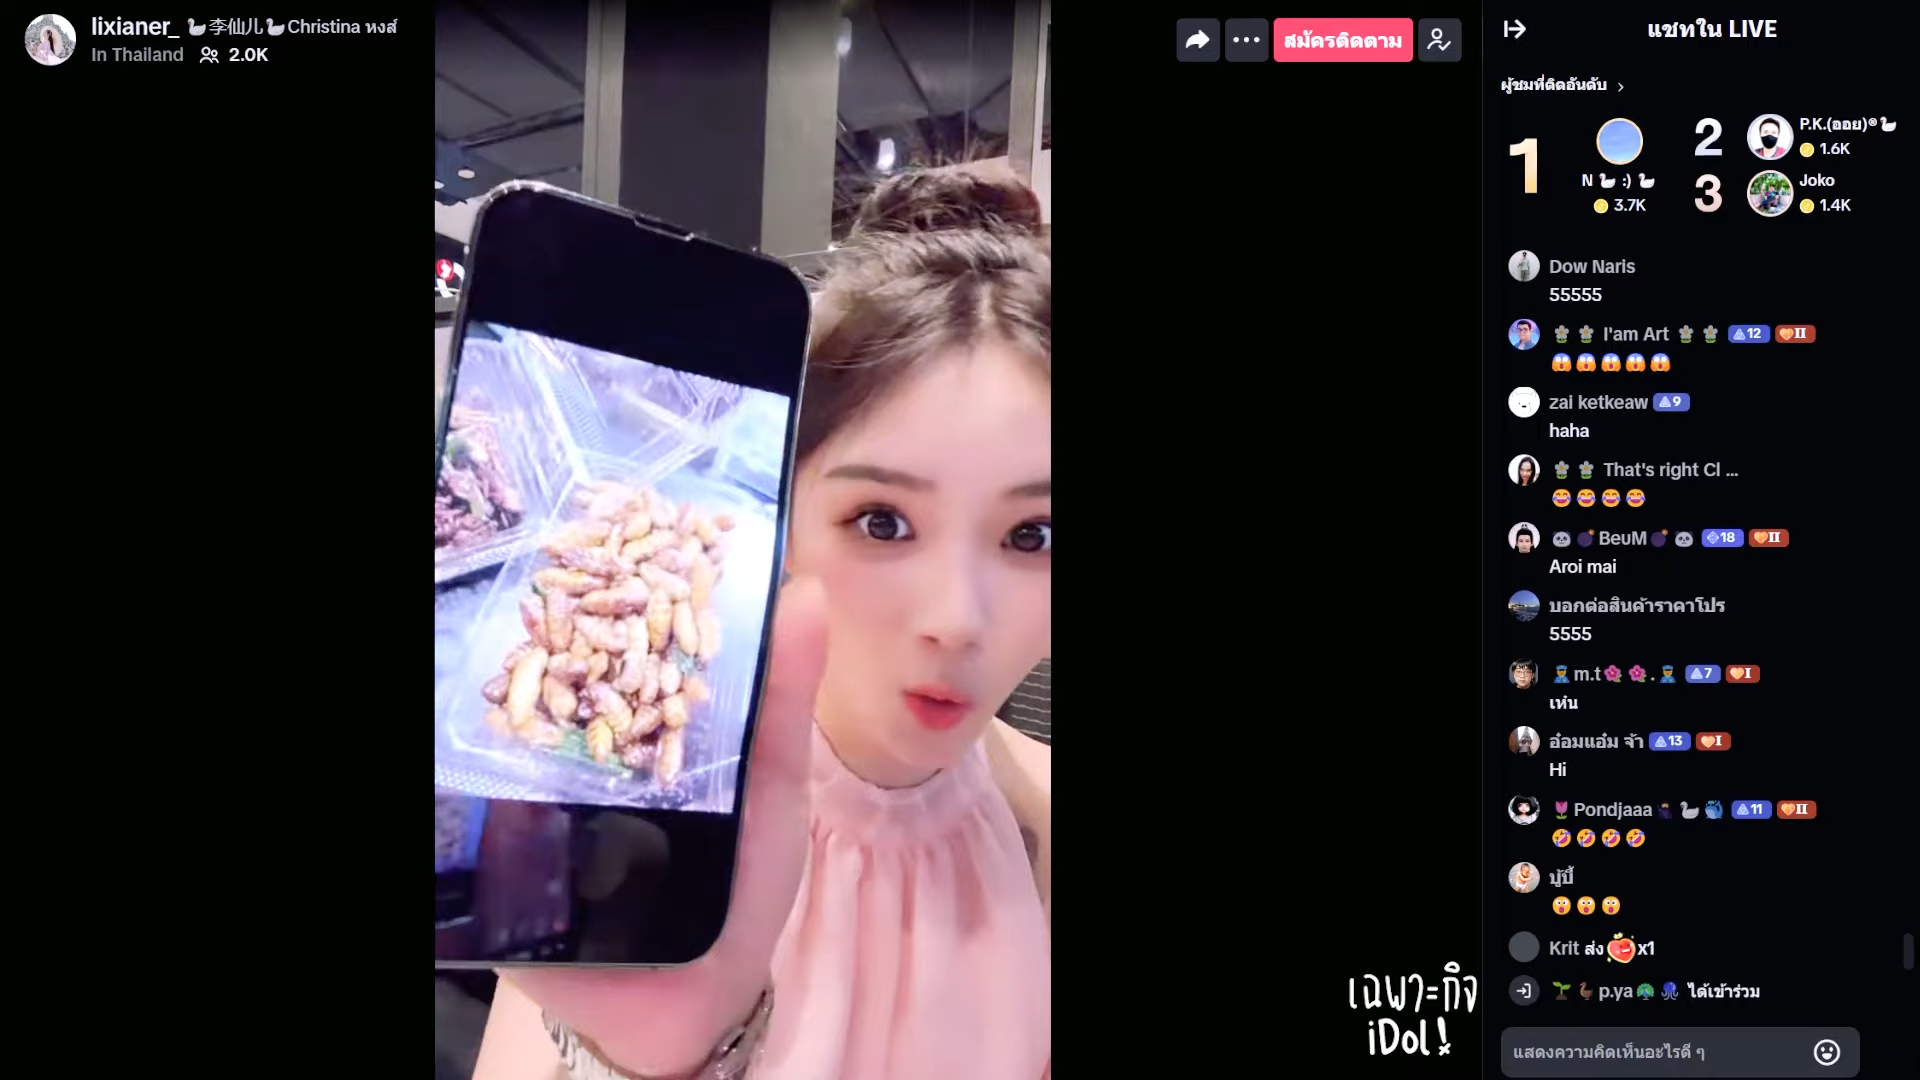 lixianer_ 🦢李仙儿🦢Christina หงส์
In Thailand 2.0K
สมัครติดตาม
แชทใน LIVE
ผู้ชมที่ติดอันดับ
1
N 🦢 :) 🦢
3.7K
2
P.K.(ออย)®🦢
1.6K
3
Joko
1.4K
Dow Naris
55555
I'am Art 12 II
😱😱😱😱😱
zai ketkeaw 9
haha
That's right Cl ...
😂😂😂😂
🐼💣BeuM💣🐼 18 II
Aroi mai
บอกต่อสินค้าราคาโปร
5555
m.t🌺🌺. 7 I
เห๋น
อ๋อมแอ๋ม จ๋า 13 I
Hi
🌷Pondjaaa 🦢 11 II
🤣🤣🤣🤣
บู้บี้
😲😲😲
Krit ส่ง x1
🌱🦆p.ya🦚🐙 ได้เข้าร่วม
แสดงความคิดเห็นอะไรดี ๆ
เฉพาะกิจ
iDol!